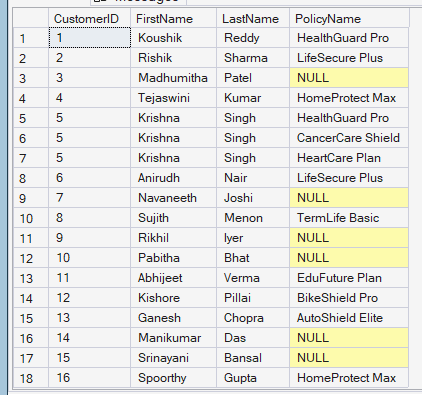 CustomerID FirstName LastName PolicyName
1 1 Koushik Reddy HealthGuard Pro
2 2 Rishik Sharma LifeSecure Plus
3 3 Madhumitha Patel NULL
4 4 Tejaswini Kumar HomeProtect Max
5 5 Krishna Singh HealthGuard Pro
6 5 Krishna Singh CancerCare Shield
7 5 Krishna Singh HeartCare Plan
8 6 Anirudh Nair LifeSecure Plus
9 7 Navaneeth Joshi NULL
10 8 Sujith Menon TermLife Basic
11 9 Rikhil Iyer NULL
12 10 Pabitha Bhat NULL
13 11 Abhijeet Verma EduFuture Plan
14 12 Kishore Pillai BikeShield Pro
15 13 Ganesh Chopra AutoShield Elite
16 14 Manikumar Das NULL
17 15 Srinayani Bansal NULL
18 16 Spoorthy Gupta HomeProtect Max